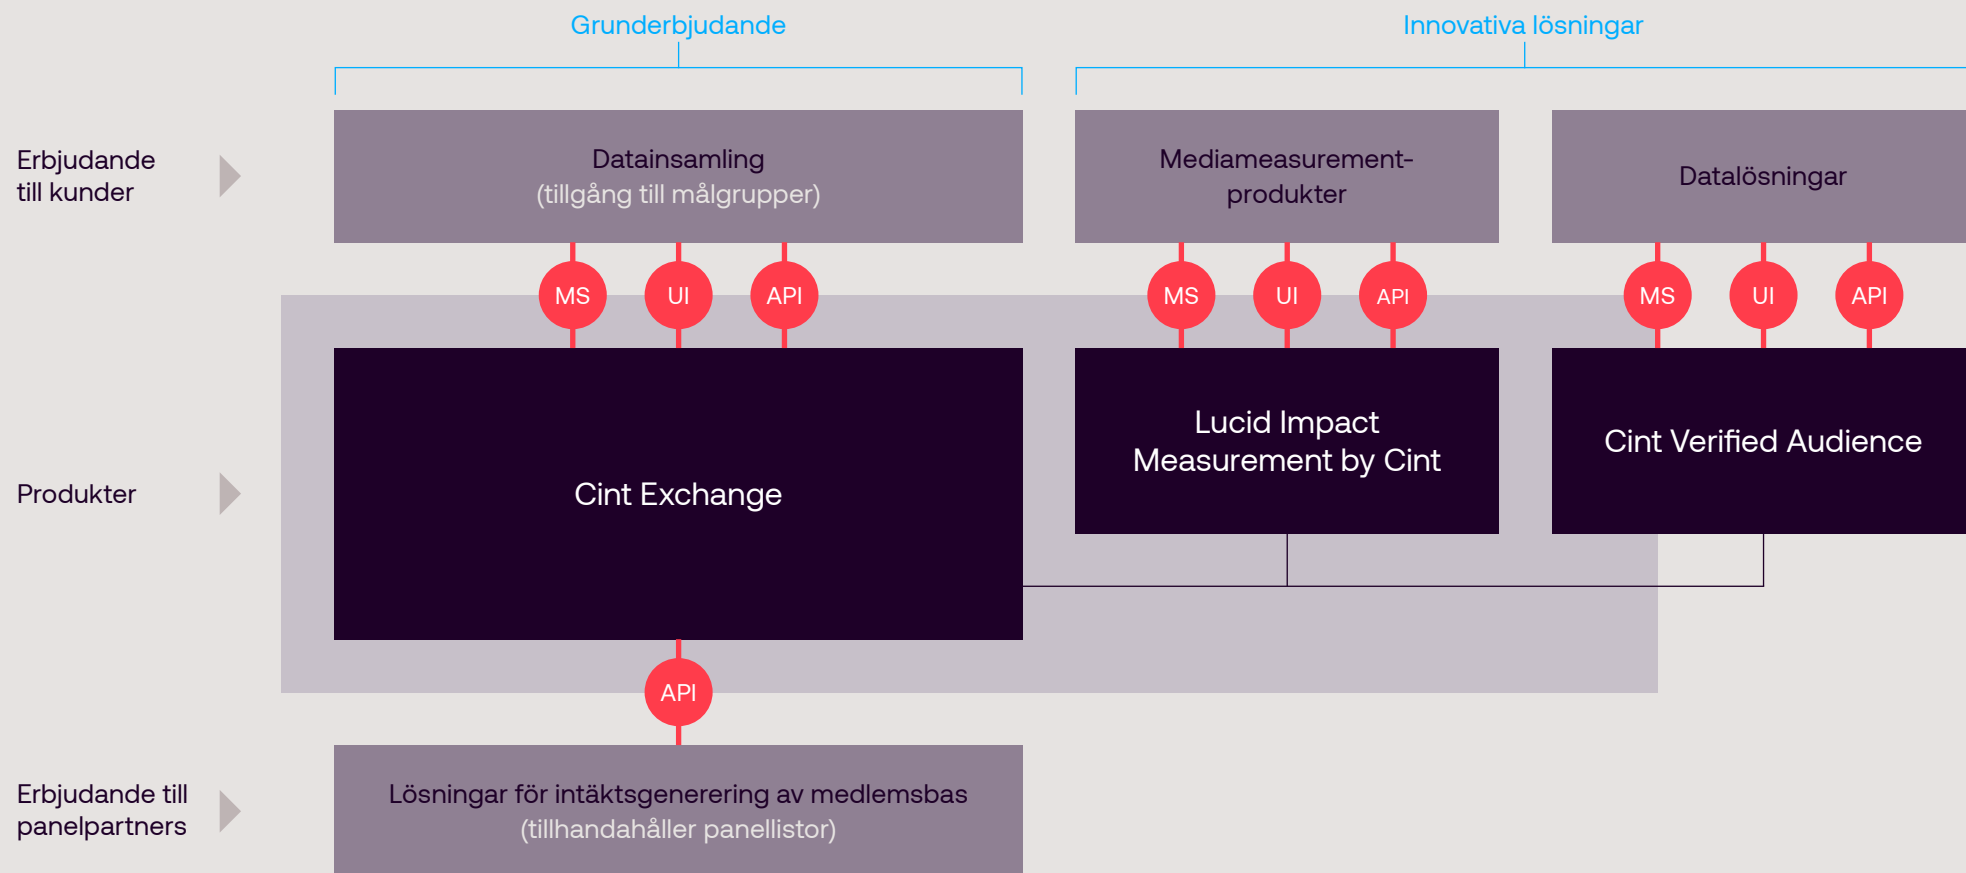 Grunderbjudande
Innovativa lösningar
Erbjudande
till kunder
Datainsamling
(tillgång till målgrupper)
Mediameasurement-
produkter
Datalösningar
MS
UI
API
MS
UI
API
MS
UI
API
Produkter
Cint Exchange
Lucid Impact
Measurement by Cint
Cint Verified Audience
API
Erbjudande till
panelpartners
Lösningar för intäktsgenerering av medlemsbas
(tillhandahåller panellistor)